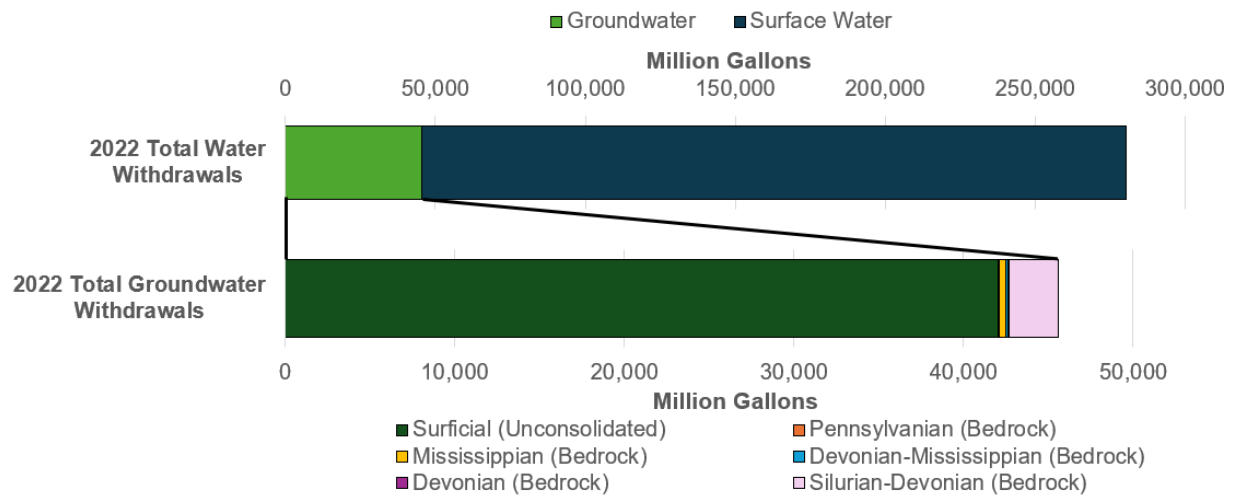 Groundwater Surface Water
Million Gallons
0 50,000 100,000 150,000 200,000 250,000 300,000
2022 Total Water
Withdrawals
2022 Total Groundwater
Withdrawals
0 10,000 20,000 30,000 40,000 50,000
Million Gallons
Surficial (Unconsolidated) Pennsylvanian (Bedrock)
Mississippian (Bedrock) Devonian-Mississippian (Bedrock)
Devonian (Bedrock) Silurian-Devonian (Bedrock)